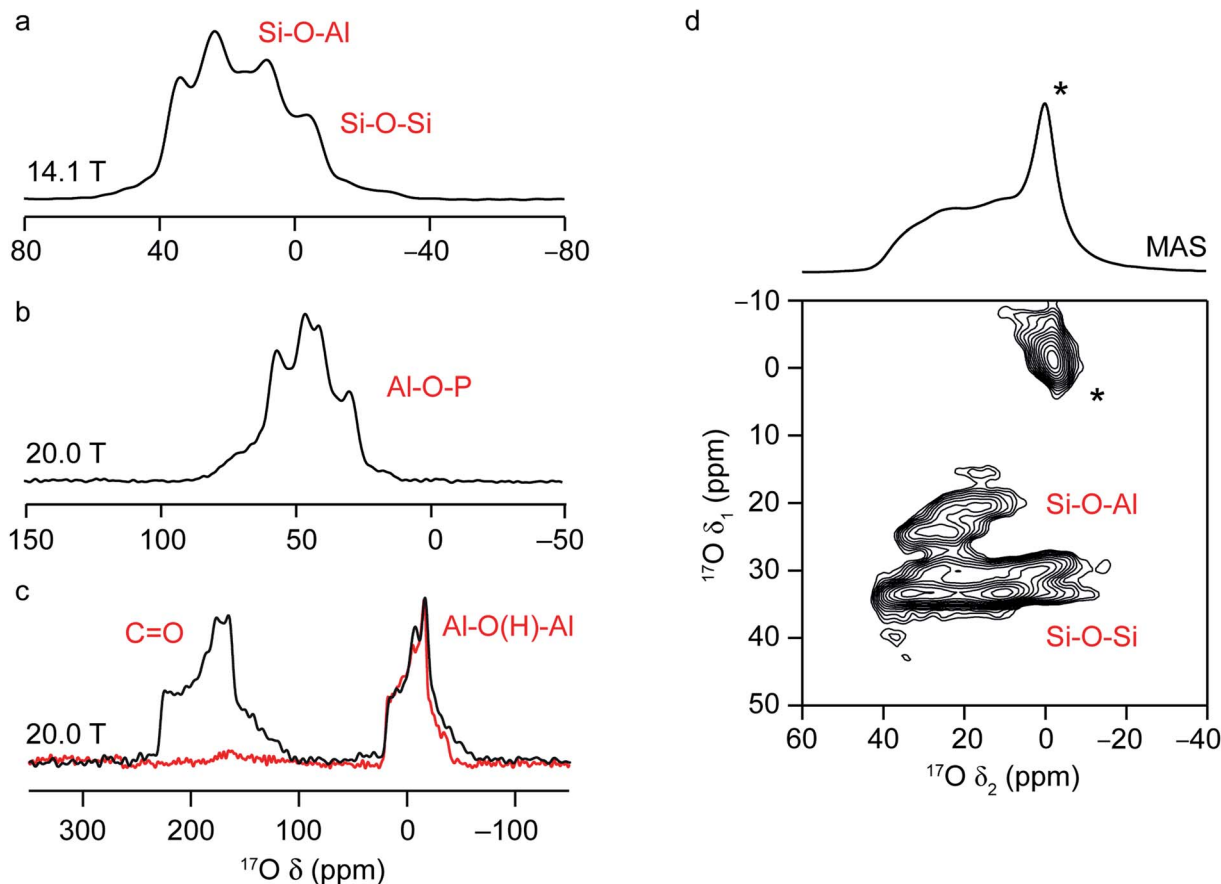 a
Si-O-Al
Si-O-Si
14.1 T
80 40 0 –40 –80
b
Al-O-P
20.0 T
150 100 50 0 –50
c
C=O
Al-O(H)-Al
20.0 T
300 200 100 0 –100
¹⁷O δ (ppm)
d
*
MAS
–10
0
10
20
30
40
50
¹⁷O δ₁ (ppm)
*
Si-O-Al
Si-O-Si
60 40 20 0 –20 –40
¹⁷O δ₂ (ppm)